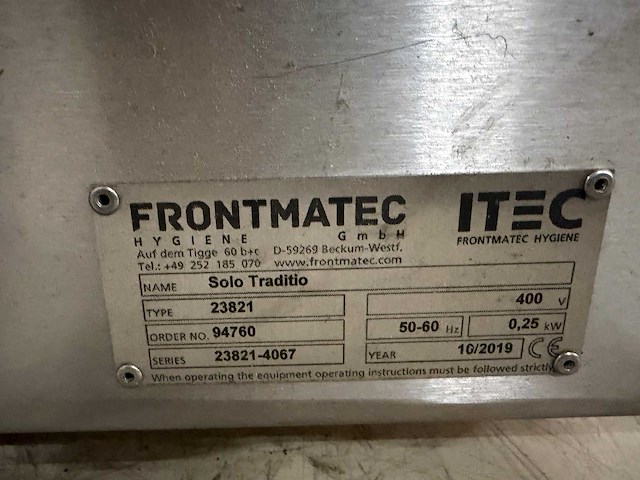 FRONTMATEC
HYGIENE GmbH
ITEC
FRONTMATEC HYGIENE
Auf dem Tigge 60 b+c D-59269 Beckum-Westf.
Tel.: +49 252 185 070 www.frontmatec.com
NAME Solo Traditio
TYPE 23821 400 V
ORDER NO. 94760 50-60 Hz 0,25 kW
SERIES 23821-4067 YEAR 10/2019 CE
When operating the equipment operating instructions must be followed strictly